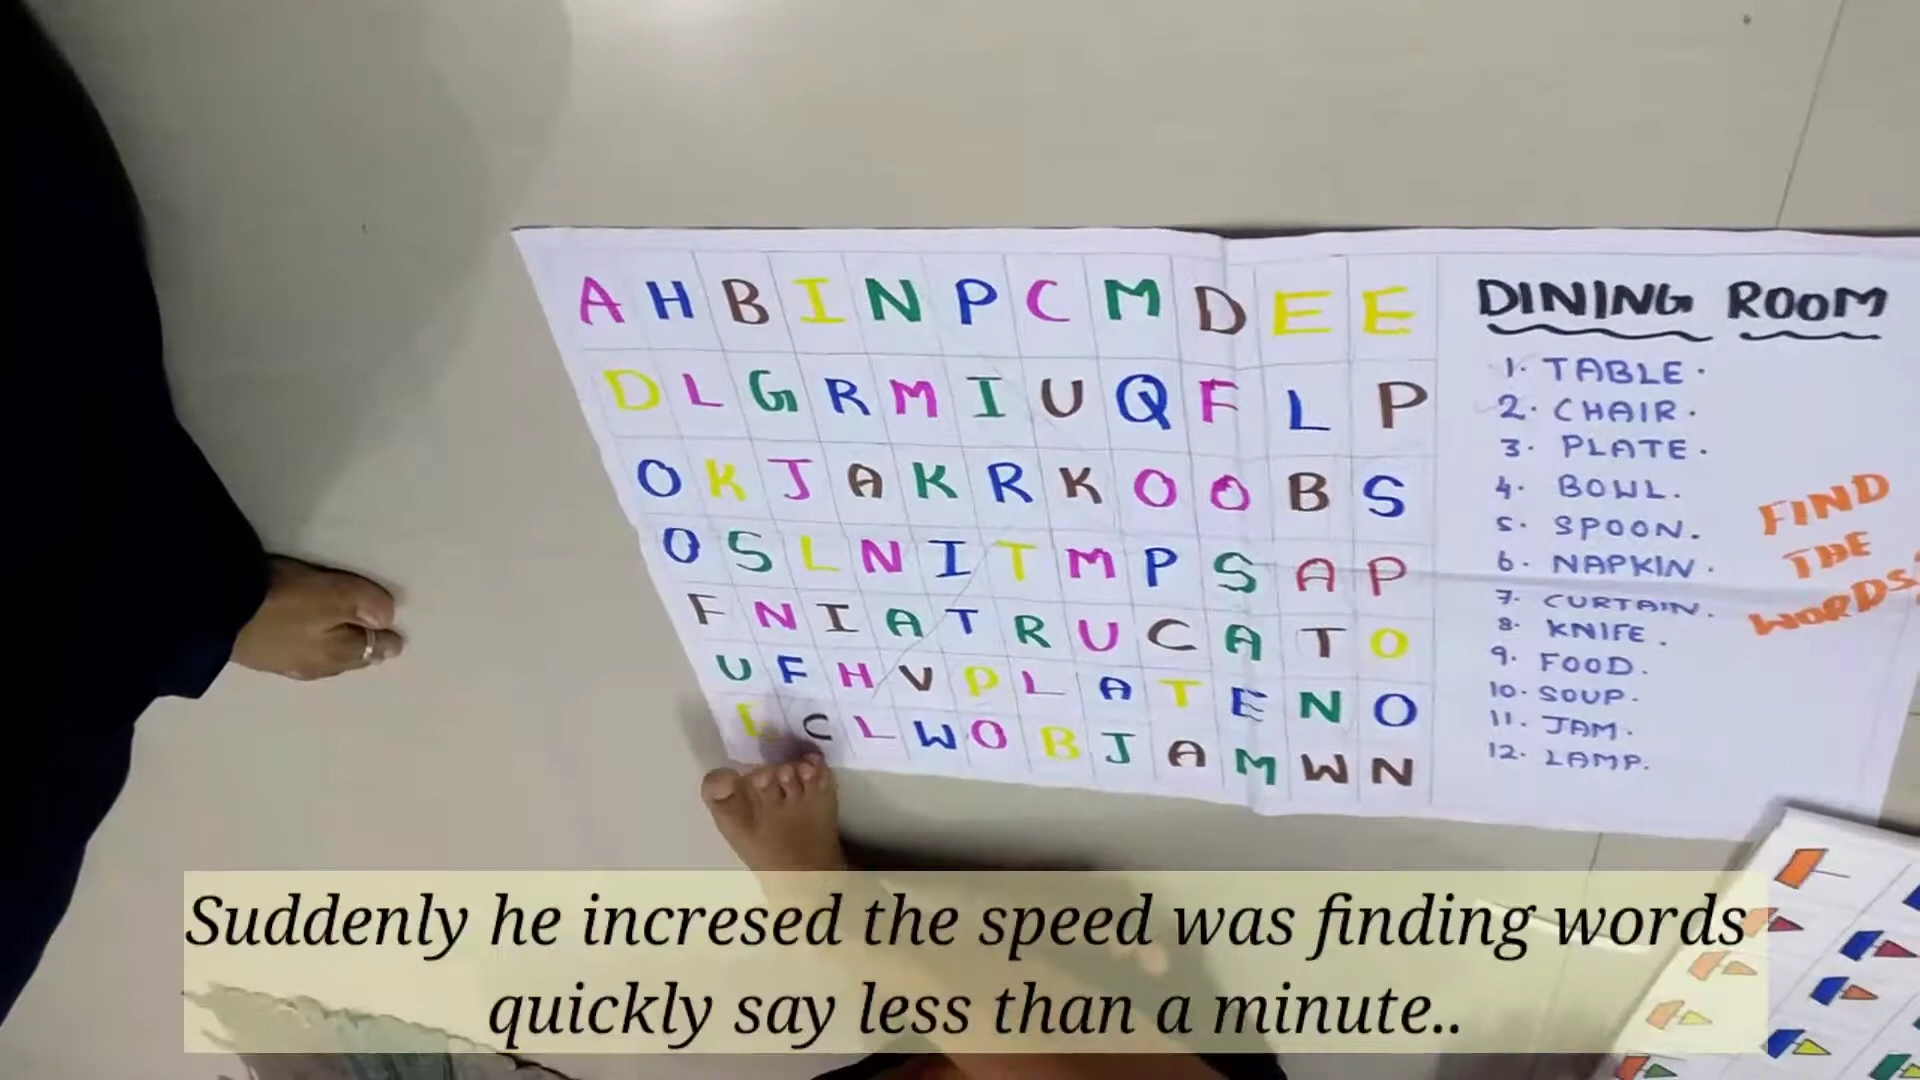 A H B I N P C M D E E
D L G R M I U Q F L P
O K J A K R K O O B S
O S L N I T M P S A P
F N I A T R U C A T O
U F H V P L A T E N O
C L W O B J A M W N
DINING ROOM
1. TABLE.
2. CHAIR.
3. PLATE.
4. BOWL.
5. SPOON.
6. NAPKIN.
7. CURTAIN.
8. KNIFE.
9. FOOD.
10. SOUP.
11. JAM.
12. LAMP.
FIND
THE
WORDS
Suddenly he incresed the speed was finding words
quickly say less than a minute..